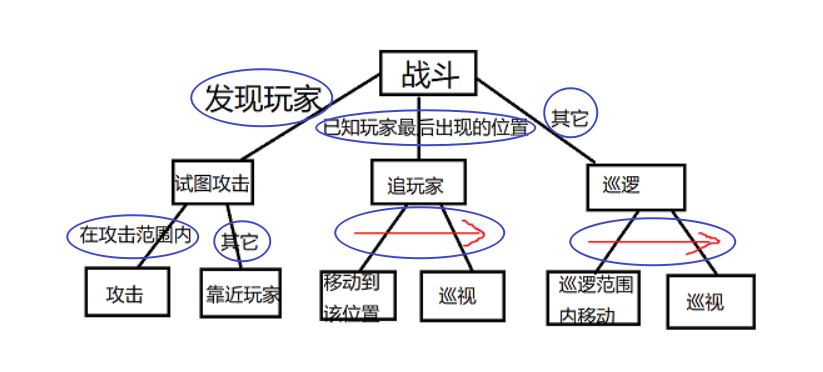 战斗
发现玩家
已知玩家最后出现的位置
其它
试图攻击
追玩家
巡逻
在攻击范围内
其它
攻击
靠近玩家
移动到
该位置
巡视
巡逻范围
内移动
巡视